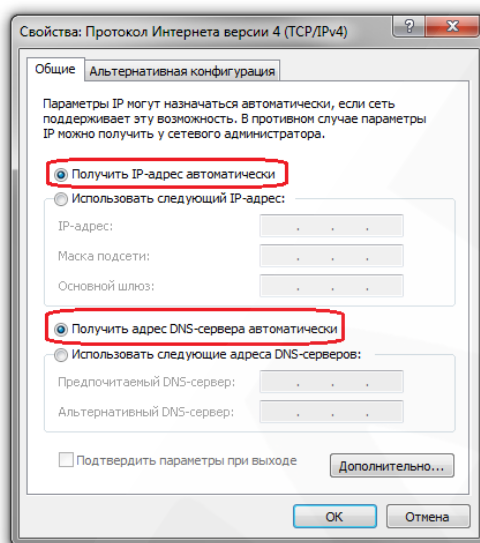 Свойства: Протокол Интернета версии 4 (TCP/IPv4)
Общие
Альтернативная конфигурация
Параметры IP могут назначаться автоматически, если сеть
поддерживает эту возможность. В противном случае параметры
IP можно получить у сетевого администратора.
Получить IP-адрес автоматически
Использовать следующий IP-адрес:
IP-адрес:
Маска подсети:
Основной шлюз:
Получить адрес DNS-сервера автоматически
Использовать следующие адреса DNS-серверов:
Предпочитаемый DNS-сервер:
Альтернативный DNS-сервер:
Подтвердить параметры при выходе
Дополнительно...
ОК
Отмена